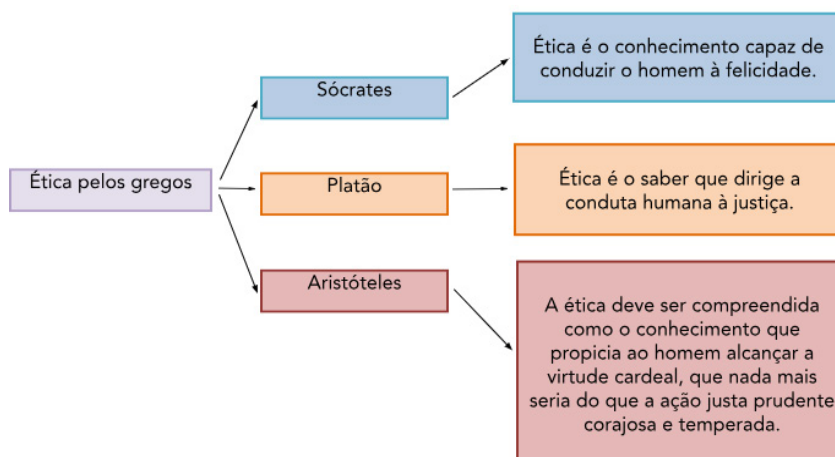 Ética pelos gregos
Sócrates
Ética é o conhecimento capaz de
conduzir o homem à felicidade.
Platão
Ética é o saber que dirige a
conduta humana à justiça.
Aristóteles
A ética deve ser compreendida
como o conhecimento que
propicia ao homem alcançar a
virtude cardeal, que nada mais
seria do que a ação justa prudente
corajosa e temperada.